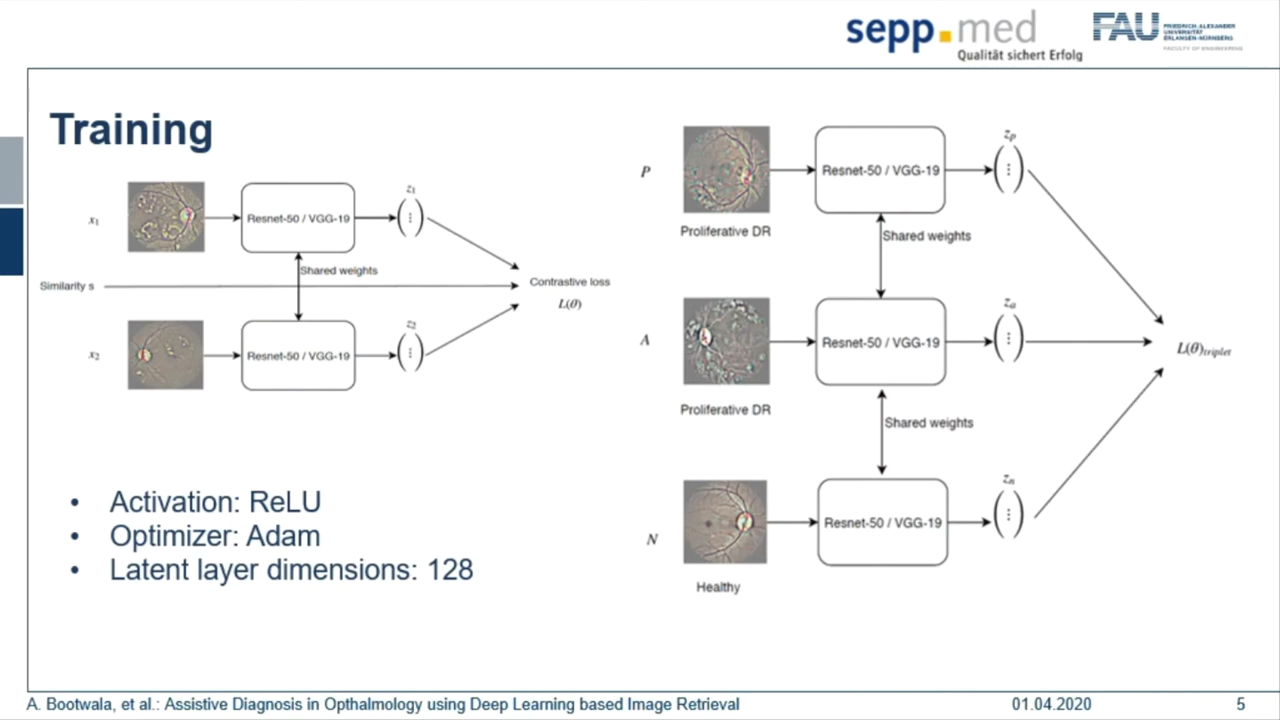 sepp.med
Qualität sichert Erfolg
FAU
FRIEDRICH-ALEXANDER
UNIVERSITÄT
ERLANGEN-NÜRNBERG
FACULTY OF ENGINEERING
Training
x1
Resnet-50 / VGG-19
z1
Shared weights
Similarity s
Contrastive loss
L(θ)
x2
Resnet-50 / VGG-19
z2
P
Resnet-50 / VGG-19
zp
Proliferative DR
Shared weights
A
Resnet-50 / VGG-19
za
L(θ)triplet
Proliferative DR
Shared weights
N
Resnet-50 / VGG-19
zn
Healthy
• Activation: ReLU
• Optimizer: Adam
• Latent layer dimensions: 128
A. Bootwala, et al.: Assistive Diagnosis in Opthalmology using Deep Learning based Image Retrieval
01.04.2020
5